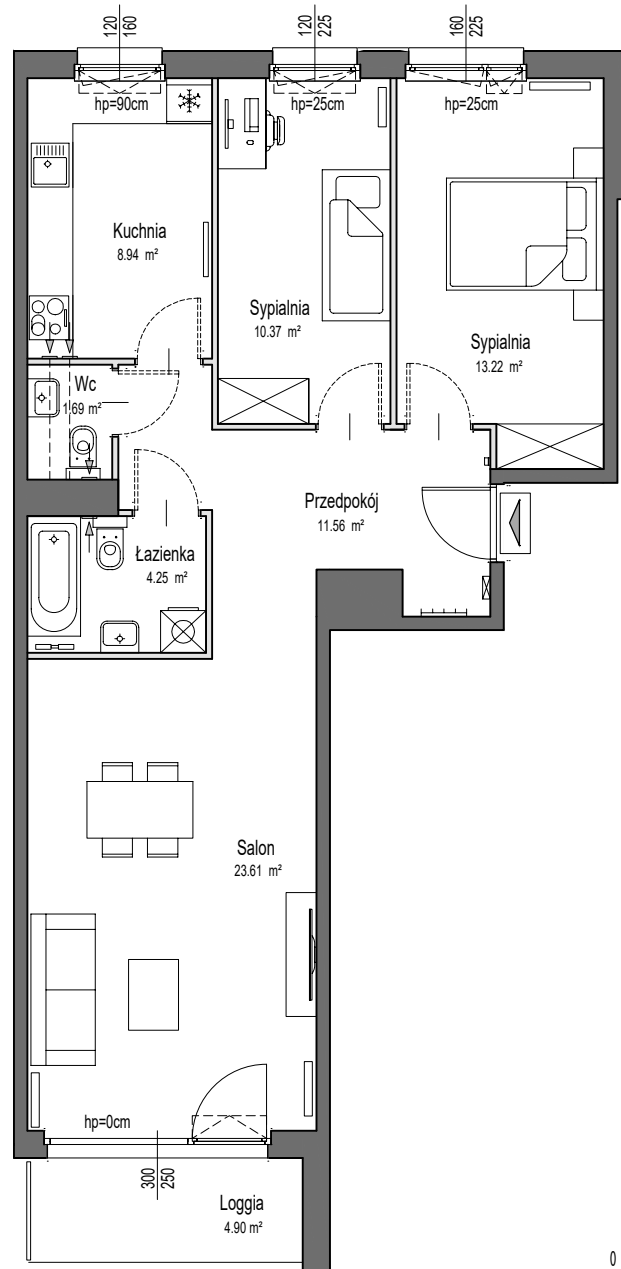 120
160
120
225
160
225
hp=90cm
hp=25cm
hp=25cm
Kuchnia
8.94 m²
Sypialnia
10.37 m²
Sypialnia
13.22 m²
Wc
1.69 m²
Przedpokój
11.56 m²
Łazienka
4.25 m²
Salon
23.61 m²
hp=0cm
300
250
Loggia
4.90 m²
0